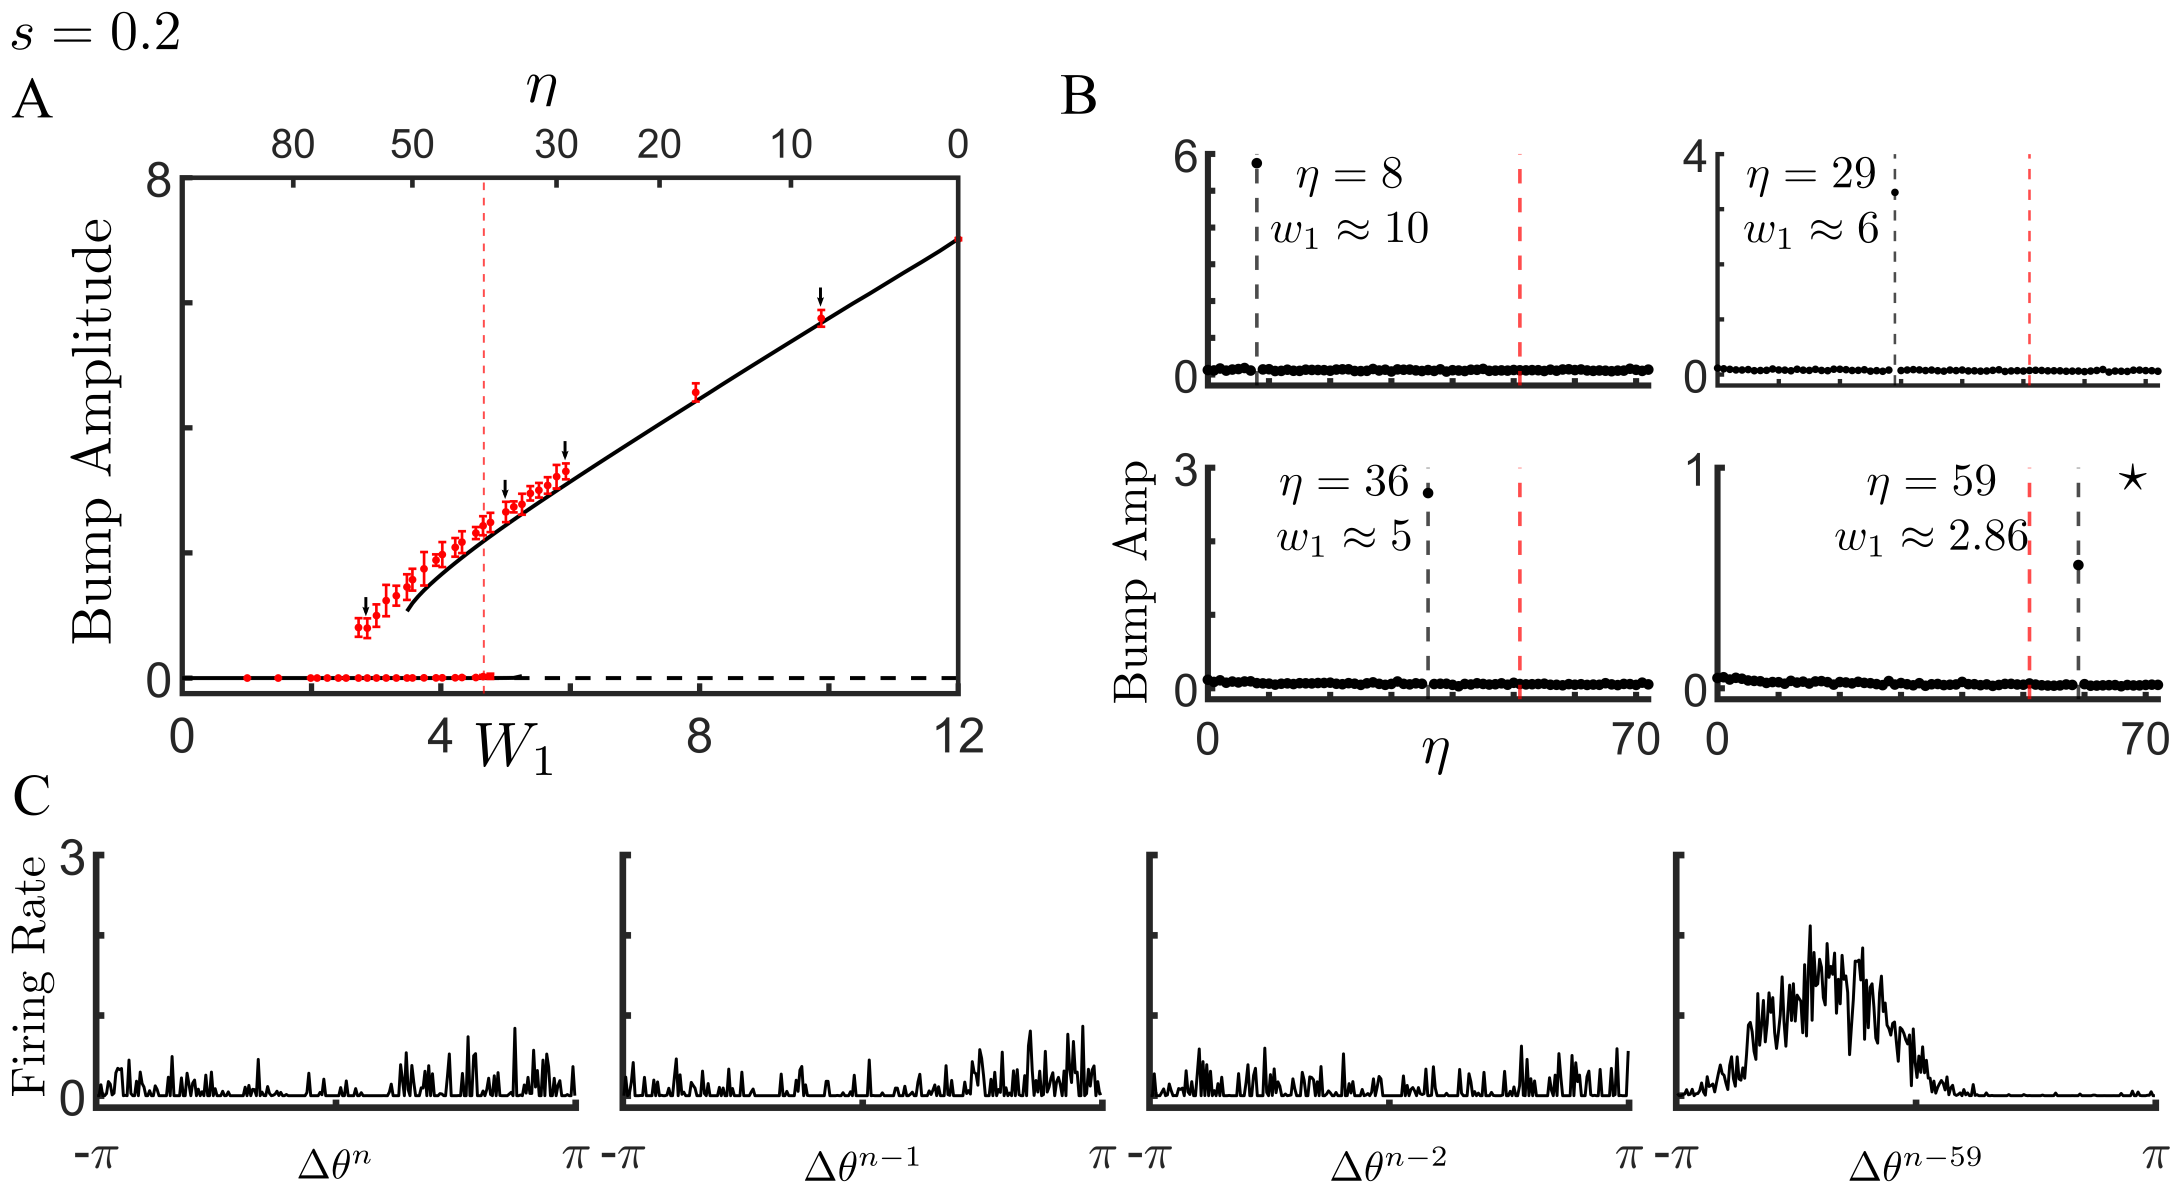 s = 0.2
A
η
80 50 30 20 10 0
8
0
Bump Amplitude
0 4 8 12
W₁
B
6
0
η = 8
w₁ ≈ 10
4
0
η = 29
w₁ ≈ 6
Bump Amp
3
0
η = 36
w₁ ≈ 5
0 70
η
1
0
η = 59
w₁ ≈ 2.86
★
0 70
C
Firing Rate
3
0
-π π
Δθⁿ
-π π
Δθⁿ⁻¹
-π π
Δθⁿ⁻²
-π π
Δθⁿ⁻⁵⁹